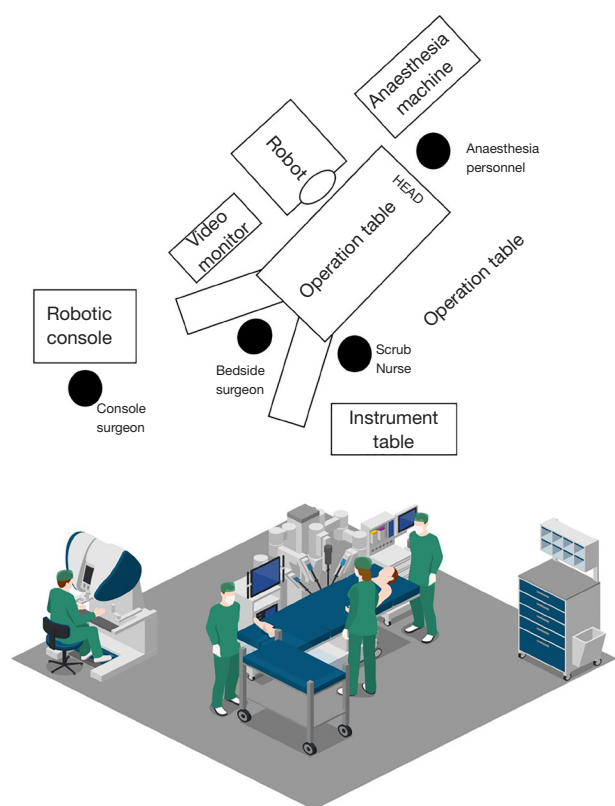 Anaesthesia
machine
Anaesthesia
personnel
Robot
HEAD
Video
monitor
Operation table
Operation table
Robotic
console
Bedside
surgeon
Scrub
Nurse
Console
surgeon
Instrument
table